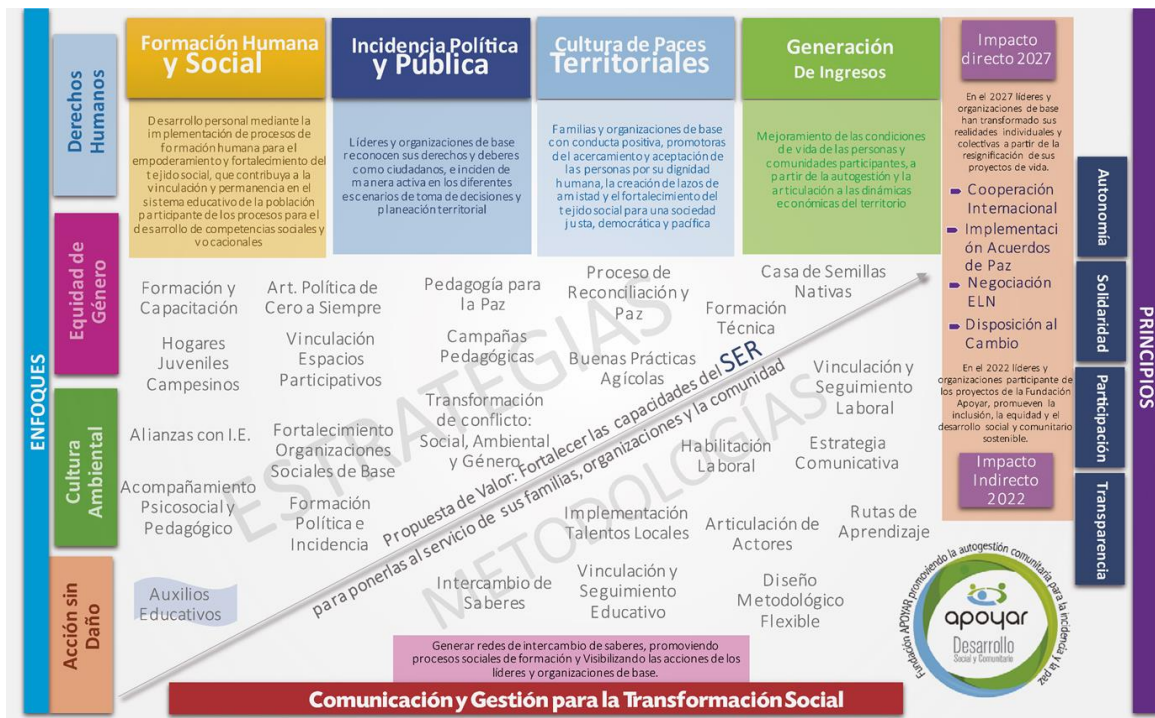 ENFOQUES
Derechos
Humanos
Equidad de
Género
Cultura
Ambiental
Acción sin
Daño
Formación Humana
y Social
Desarrollo personal mediante la
implementación de procesos de
formación humana para el
empoderamiento y fortalecimiento del
tejido social, que contribuya a la
vinculación y permanencia en el
sistema educativo de la población
participante de los procesos para el
desarrollo de competencias sociales y
vocacionales
Incidencia Política
y Pública
Líderes y organizaciones de base
reconocen sus derechos y deberes
como ciudadanos, e inciden de
manera activa en los diferentes
escenarios de toma de decisiones y
planeación territorial
Cultura de Paces
Territoriales
Familias y organizaciones de base
con conducta positiva, promotoras
del acercamiento y aceptación de
las personas por su dignidad
humana, la creación de lazos de
amistad y el fortalecimiento del
tejido social para una sociedad
justa, democrática y pacífica
Generación
De Ingresos
Mejoramiento de las condiciones
de vida de las personas y
comunidades participantes, a
partir de la autogestión y la
articulación a las dinámicas
económicas del territorio
Impacto
directo 2027
En el 2027 líderes y
organizaciones de base
han transformado sus
realidades individuales y
colectivas a partir de la
resignificación de sus
proyectos de vida.
Cooperación
Internacional
Implementaci
ón Acuerdos
de Paz
Negociación
ELN
Disposición al
Cambio
En el 2022 líderes y
organizaciones participante de
los proyectos de la Fundación
Apoyar, promueven la
inclusión, la equidad y el
desarrollo social y comunitario
sostenible.
Impacto
Indirecto
2022
PRINCIPIOS
Autonomía
Solidaridad
Participación
Transparencia
ESTRATEGIAS
METODOLOGÍAS
Formación y
Capacitación
Hogares
Juveniles
Campesinos
Alianzas con I.E.
Acompañamiento
Psicosocial y
Pedagógico
Auxilios
Educativos
Art. Política de
Cero a Siempre
Vinculación
Espacios
Participativos
Fortalecimiento
Organizaciones
Sociales de Base
Formación
Política e
Incidencia
Pedagogía para
la Paz
Campañas
Pedagógicas
Transformación
de conflicto:
Social, Ambiental
y Género
Proceso de
Reconciliación y
Paz
Buenas Prácticas
Agícolas
Casa de Semillas
Nativas
Formación
Técnica
Propuesta de Valor: Fortalecer las capacidades del SER
para ponerlas al servicio de sus familias, organizaciones y la comunidad
Vinculación y
Seguimiento
Laboral
Habilitación
Laboral
Estrategia
Comunicativa
Implementación
Talentos Locales
Articulación de
Actores
Rutas de
Aprendizaje
Intercambio de
Saberes
Vinculación y
Seguimiento
Educativo
Diseño
Metodológico
Flexible
Generar redes de intercambio de saberes, promoviendo
procesos sociales de formación y Visibilizando las acciones de los
líderes y organizaciones de base.
Comunicación y Gestión para la Transformación Social
Fundación APOYAR promoviendo la autogestión comunitaria para la incidencia y la paz
apoyar
Desarrollo
Social y Comunitario